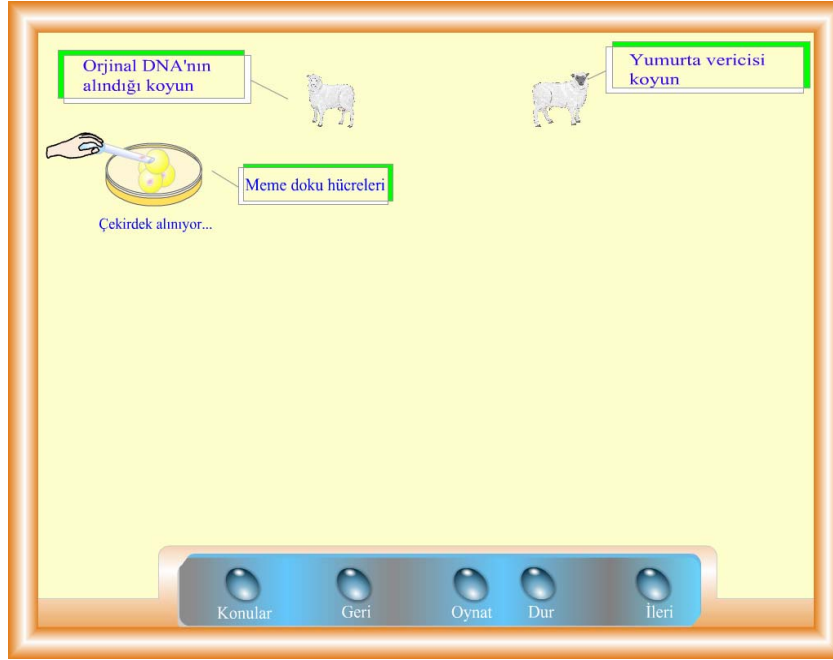 Orjinal DNA'nın
alındığı koyun
Yumurta vericisi
koyun
Meme doku hücreleri
Çekirdek alınıyor...
Konular
Geri
Oynat
Dur
İleri